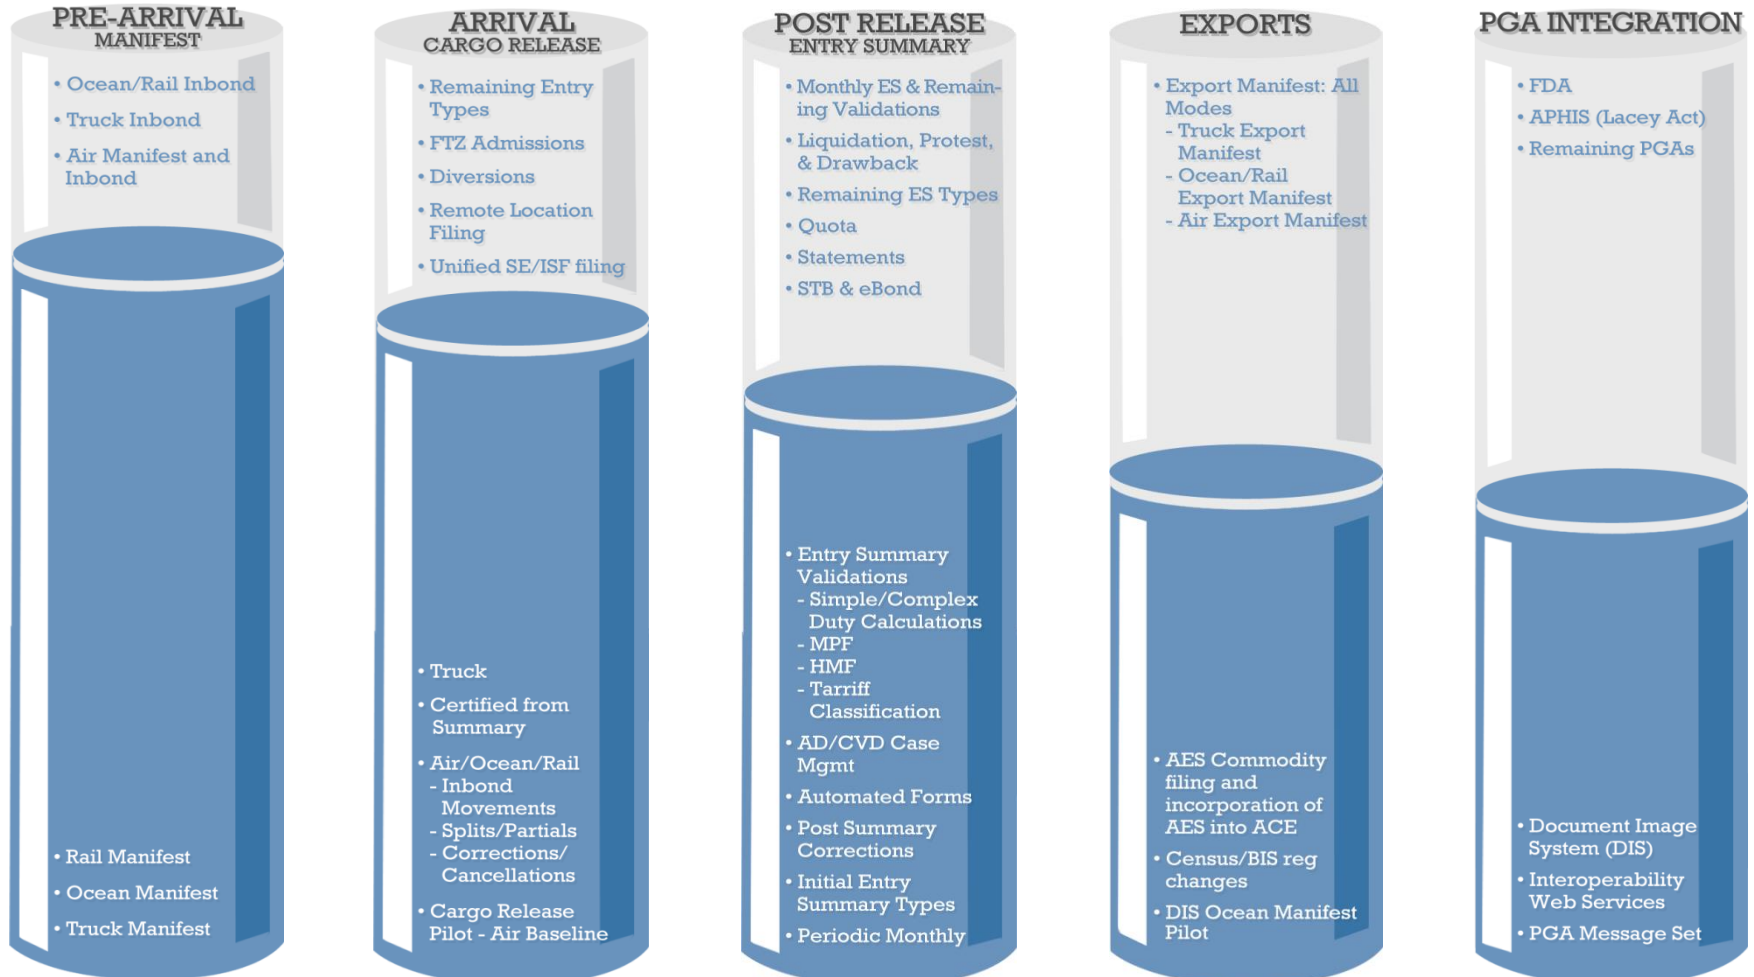 PRE-ARRIVAL
MANIFEST
• Ocean/Rail Inbond
• Truck Inbond
• Air Manifest and
Inbond
• Rail Manifest
• Ocean Manifest
• Truck Manifest
ARRIVAL
CARGO RELEASE
• Remaining Entry
Types
• FTZ Admissions
• Diversions
• Remote Location
Filing
• Unified SE/ISF filing
• Truck
• Certified from
Summary
• Air/Ocean/Rail
- Inbond
Movements
- Splits/Partials
- Corrections/
Cancellations
• Cargo Release
Pilot - Air Baseline
POST RELEASE
ENTRY SUMMARY
• Monthly ES & Remain-
ing Validations
• Liquidation, Protest,
& Drawback
• Remaining ES Types
• Quota
• Statements
• STB & eBond
• Entry Summary
Validations
- Simple/Complex
Duty Calculations
- MPF
- HMF
- Tarriff
Classification
• AD/CVD Case
Mgmt
• Automated Forms
• Post Summary
Corrections
• Initial Entry
Summary Types
• Periodic Monthly
EXPORTS
• Export Manifest: All
Modes
- Truck Export
Manifest
- Ocean/Rail
Export Manifest
- Air Export Manifest
• AES Commodity
filing and
incorporation of
AES into ACE
• Census/BIS reg
changes
• DIS Ocean Manifest
Pilot
PGA INTEGRATION
• FDA
• APHIS (Lacey Act)
• Remaining PGAs
• Document Image
System (DIS)
• Interoperability
Web Services
• PGA Message Set